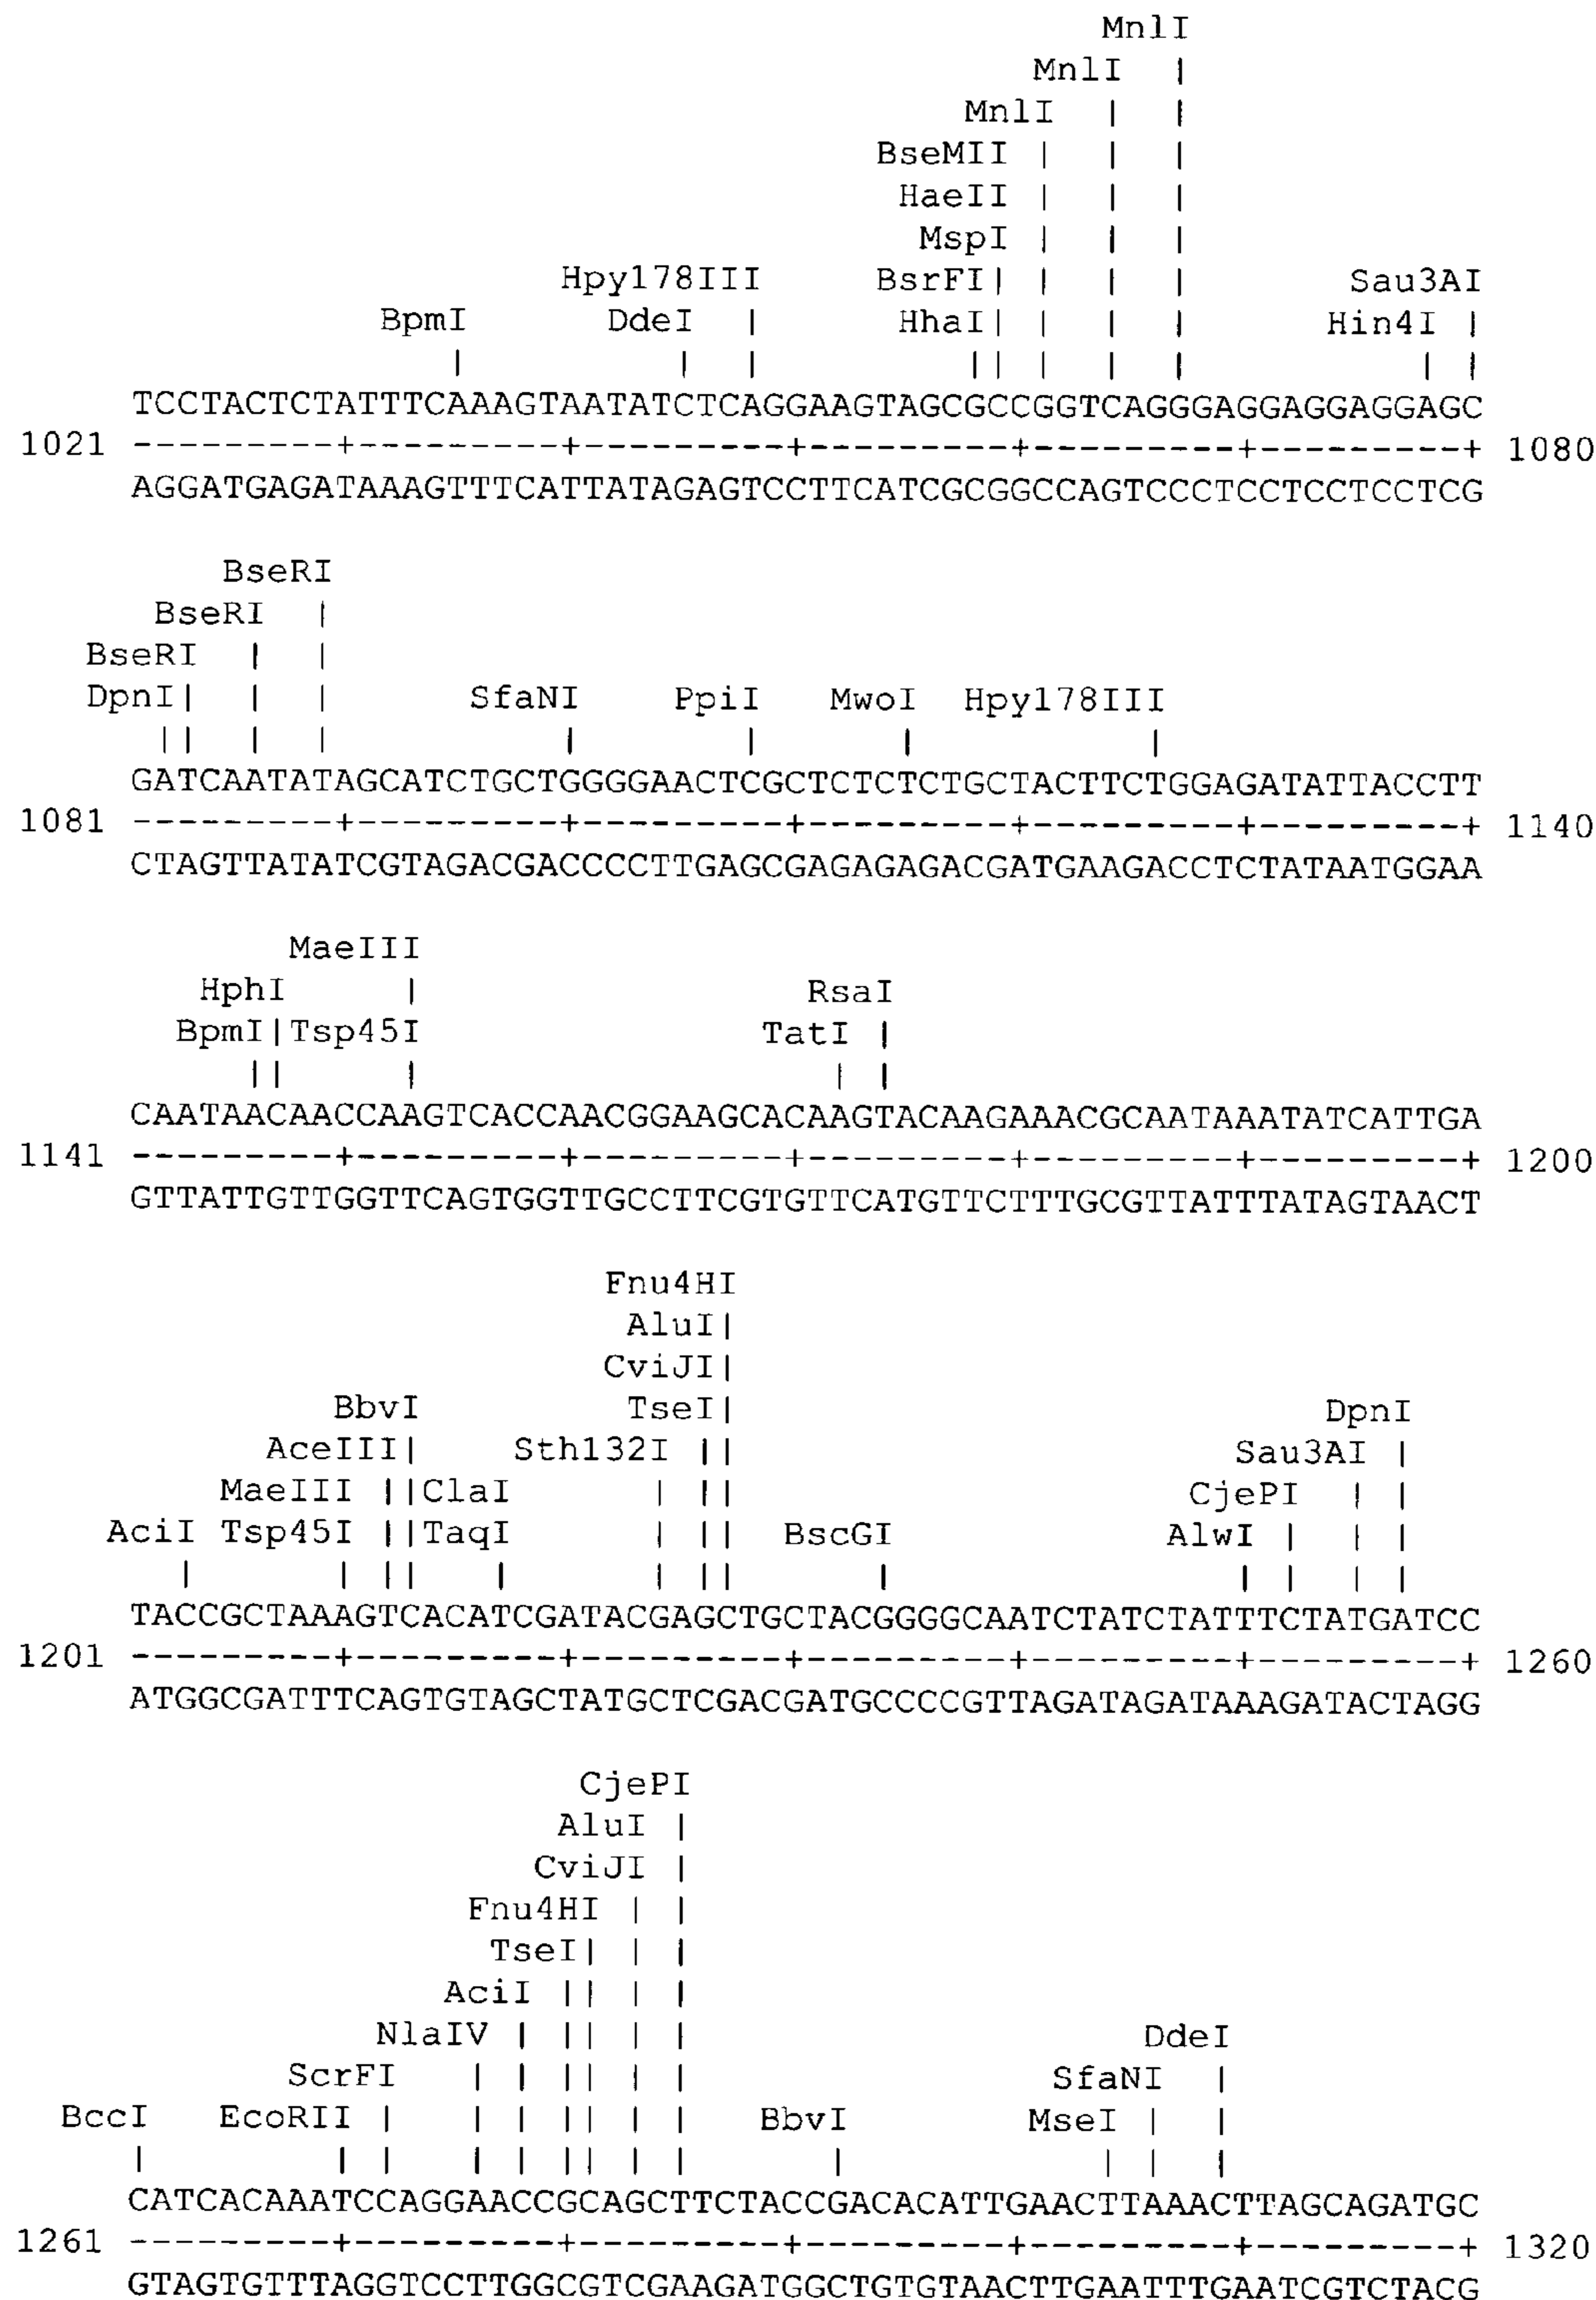 MnlI
MnlI |
MnlI | |
BseMII | | |
HaeII | | |
MspI | | |
Hpy178III BsrFI| | | | Sau3AI
BpmI DdeI | HhaI| | | | Hin4I |
| | | || | | | | |
TCCTACTCTATTTCAAAGTAATATCTCAGGAAGTAGCGCCGGTCAGGGAGGAGGAGGAGC
1021 ---------+---------+---------+---------+---------+---------+ 1080
AGGATGAGATAAAGTTTCATTATAGAGTCCTTCATCGCGGCCAGTCCCTCCTCCTCCTCG
BseRI
BseRI |
BseRI | |
DpnI| | | SfaNI PpiI MwoI Hpy178III
|| | | | | | |
GATCAATATAGCATCTGCTGGGGAACTCGCTCTCTCTGCTACTTCTGGAGATATTACCTT
1081 ---------+---------+---------+---------+---------+---------+ 1140
CTAGTTATATCGTAGACGACCCCTTGAGCGAGAGAGACGATGAAGACCTCTATAATGGAA
MaeIII
HphI | RsaI
BpmI|Tsp45I TatI |
|| | | |
CAATAACAACCAAGTCACCAACGGAAGCACAAGTACAAGAAACGCAATAAATATCATTGA
1141 ---------+---------+---------+---------+---------+---------+ 1200
GTTATTGTTGGTTCAGTGGTTGCCTTCGTGTTCATGTTCTTTGCGTTATTTATAGTAACT
Fnu4HI
AluI|
CviJI|
BbvI TseI| DpnI
AceIII| Sth132I || Sau3AI |
MaeIII ||ClaI | || CjePI | |
AciI Tsp45I ||TaqI | || BscGI AlwI | | |
| | || | | || | | | | |
TACCGCTAAAGTCACATCGATACGAGCTGCTACGGGGCAATCTATCTATTTCTATGATCC
1201 ---------+---------+---------+---------+---------+---------+ 1260
ATGGCGATTTCAGTGTAGCTATGCTCGACGATGCCCCGTTAGATAGATAAAGATACTAGG
CjePI
AluI |
CviJI |
Fnu4HI | |
TseI| | |
AciI || | |
NlaIV | || | | DdeI
ScrFI | | || | | SfaNI |
BccI EcoRII | | | || | | BbvI MseI | |
| | | | | || | | | | | |
CATCACAAATCCAGGAACCGCAGCTTCTACCGACACATTGAACTTAAACTTAGCAGATGC
1261 ---------+---------+---------+---------+---------+---------+ 1320
GTAGTGTTTAGGTCCTTGGCGTCGAAGATGGCTGTGTAACTTGAATTTGAATCGTCTACG